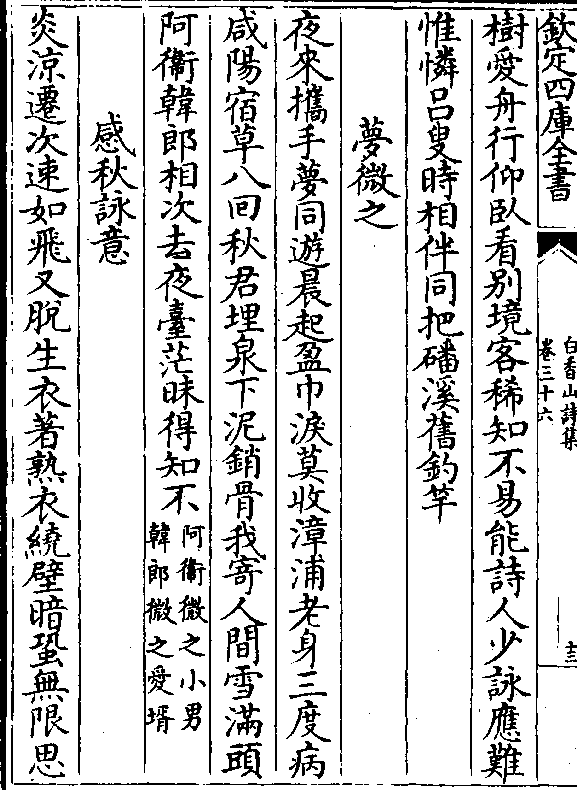 欽定四庫全書
白香山詩集
卷三十六
十三
樹愛舟行仰臥看别境客稀知不易能詩人少詠應難
惟憐吕叟時相伴同把磻溪舊釣竿
夢微之
夜來攜手夢同遊晨起盈巾淚莫收漳浦老身三度病
咸陽宿草八回秋君埋泉下泥銷骨我寄人間雪滿頭
阿衞韓郎相次去夜臺茫昧得知不
阿衞微之小男
韓郎微之愛壻
感秋詠意
炎凉遷次速如飛又脫生衣著熟衣繞壁暗蛩無限思